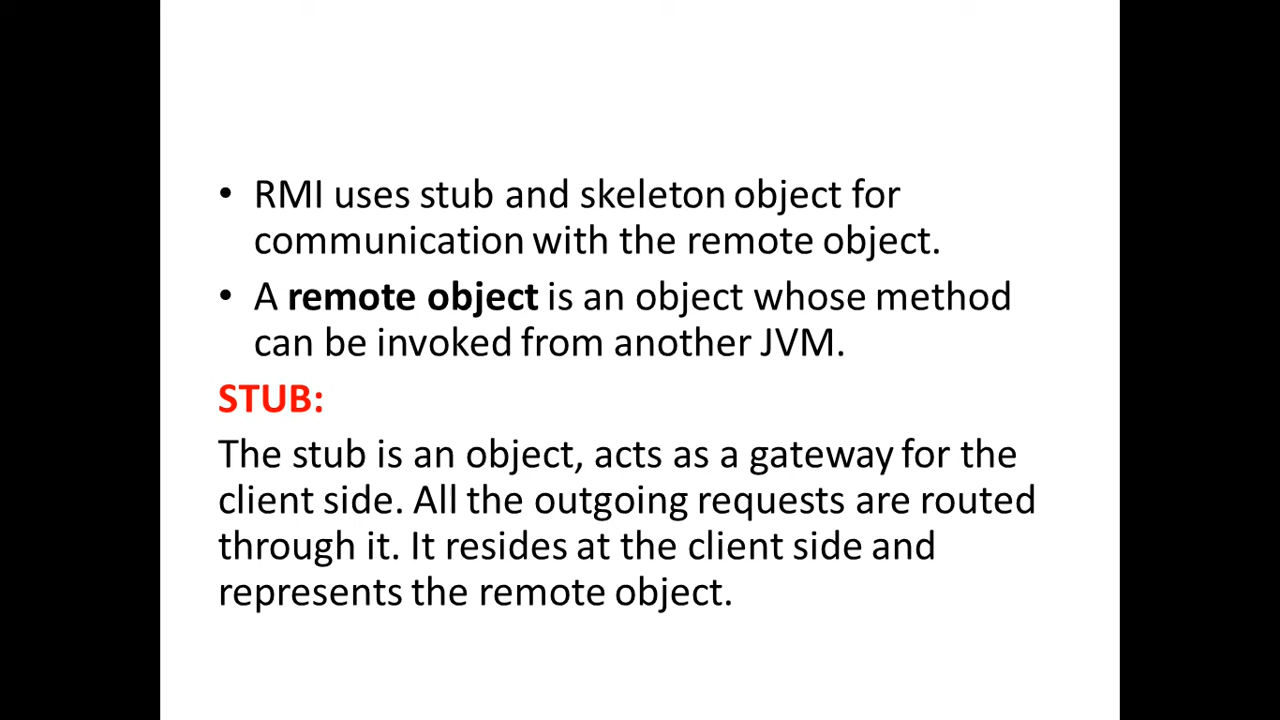 • RMI uses stub and skeleton object for
communication with the remote object.
• A remote object is an object whose method
can be invoked from another JVM.
STUB:
The stub is an object, acts as a gateway for the
client side. All the outgoing requests are routed
through it. It resides at the client side and
represents the remote object.